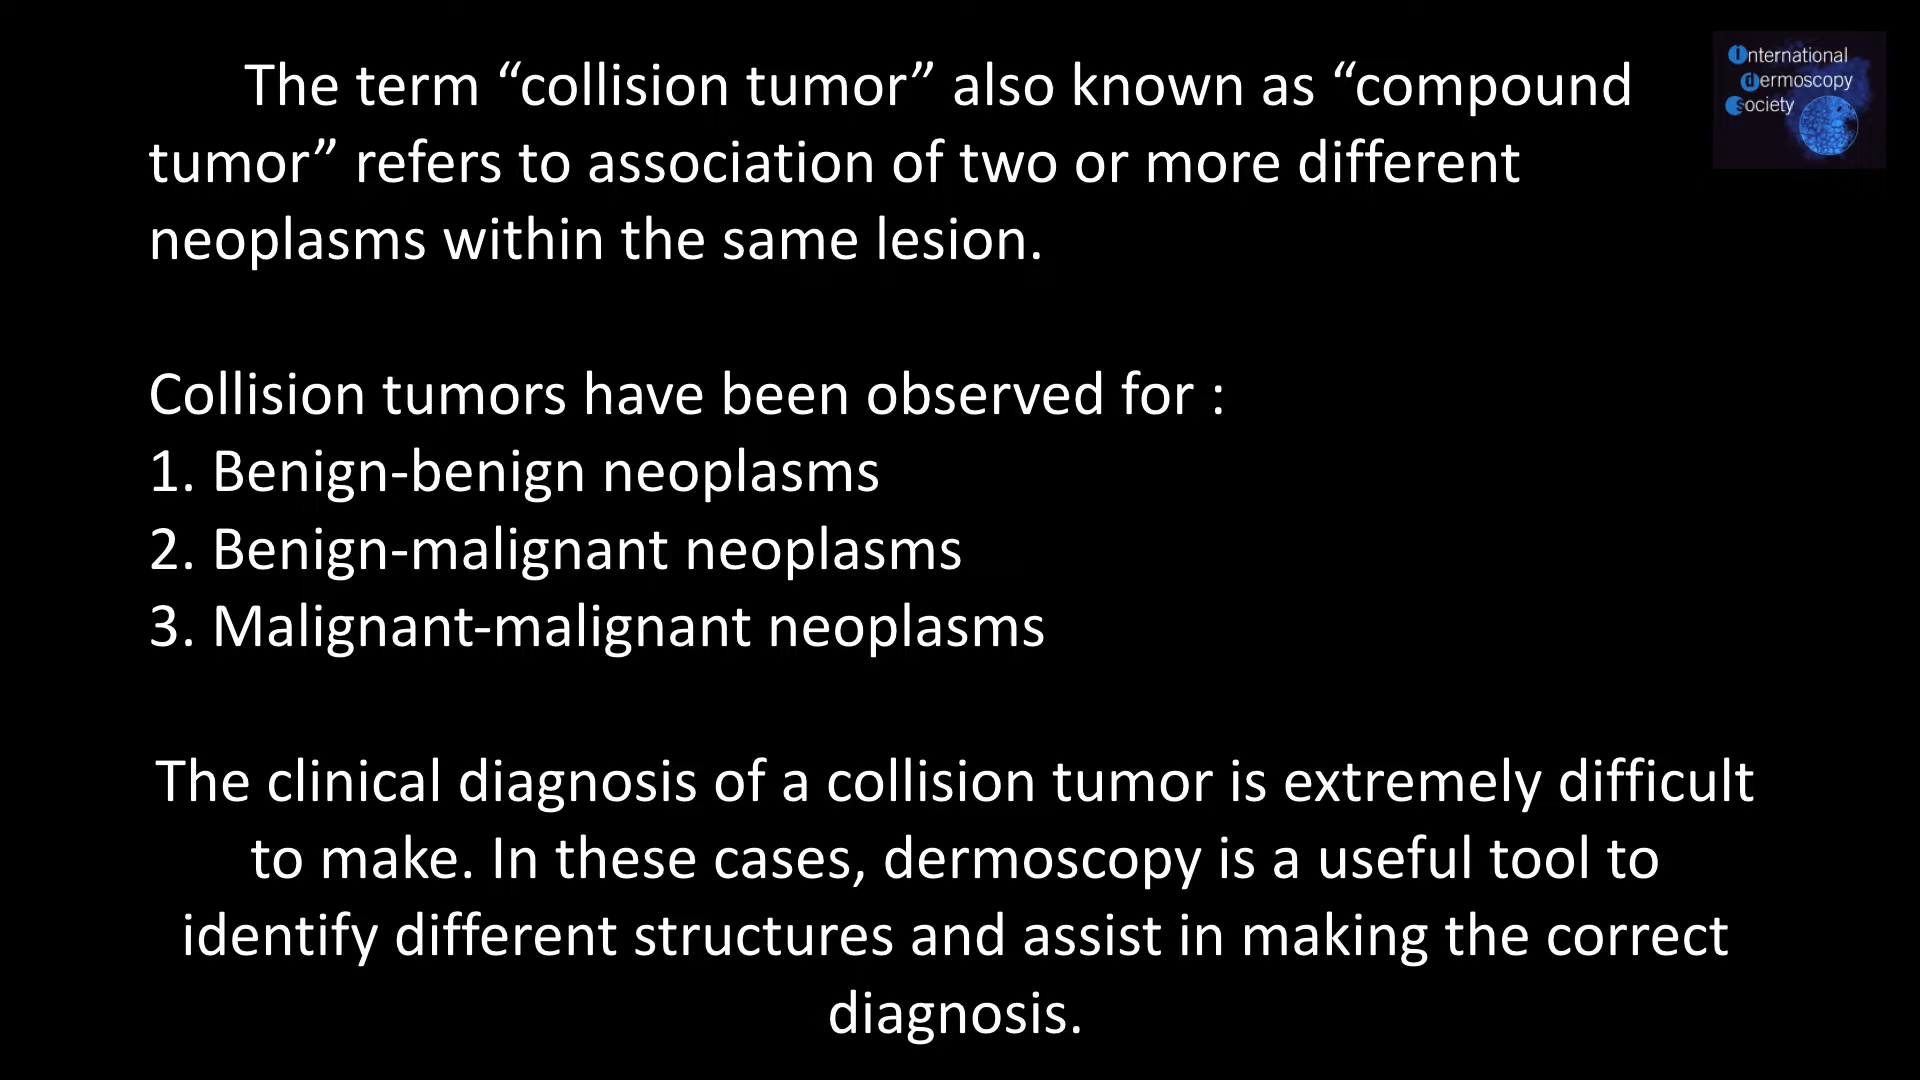 The term “collision tumor” also known as “compound
tumor” refers to association of two or more different
neoplasms within the same lesion.
Collision tumors have been observed for :
1. Benign-benign neoplasms
2. Benign-malignant neoplasms
3. Malignant-malignant neoplasms
The clinical diagnosis of a collision tumor is extremely difficult
to make. In these cases, dermoscopy is a useful tool to
identify different structures and assist in making the correct
diagnosis.
international
dermoscopy
society